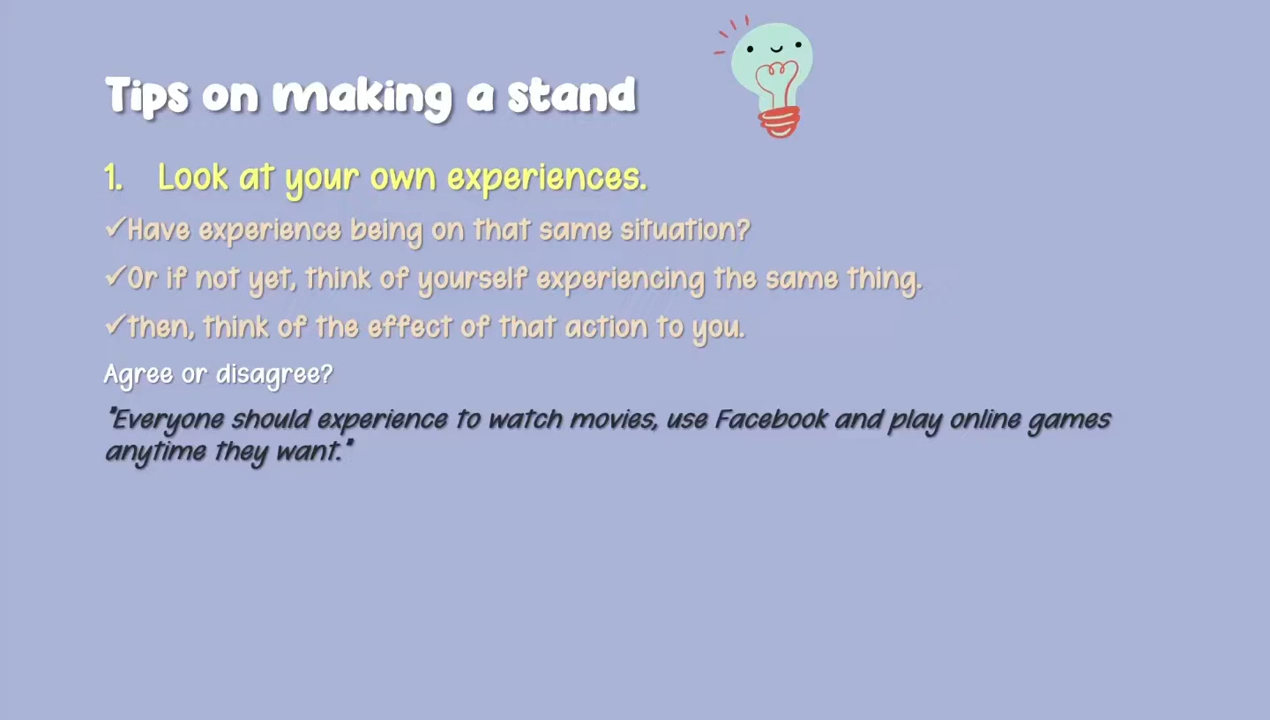 Tips on making a stand
1. Look at your own experiences.
✓Have experience being on that same situation?
✓Or if not yet, think of yourself experiencing the same thing.
✓then, think of the effect of that action to you.
Agree or disagree?
"Everyone should experience to watch movies, use Facebook and play online games
anytime they want."